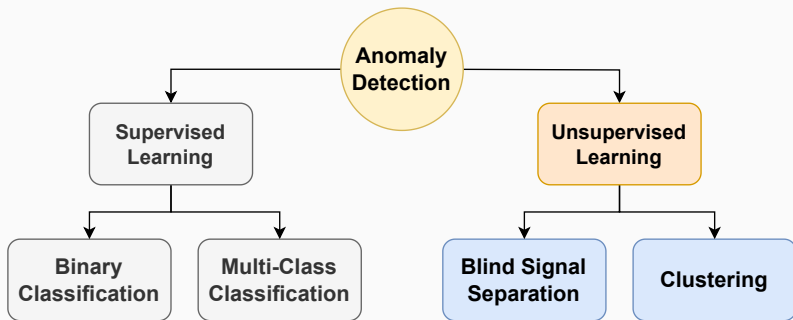 Anomaly
Detection
Supervised
Learning
Unsupervised
Learning
Binary
Classification
Multi-Class
Classification
Blind Signal
Separation
Clustering